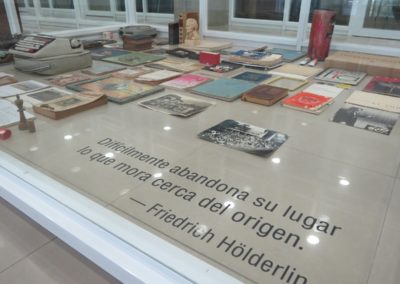 Difícilmente abandona su lugar
lo que mora cerca del origen.
— Friedrich Hölderlin